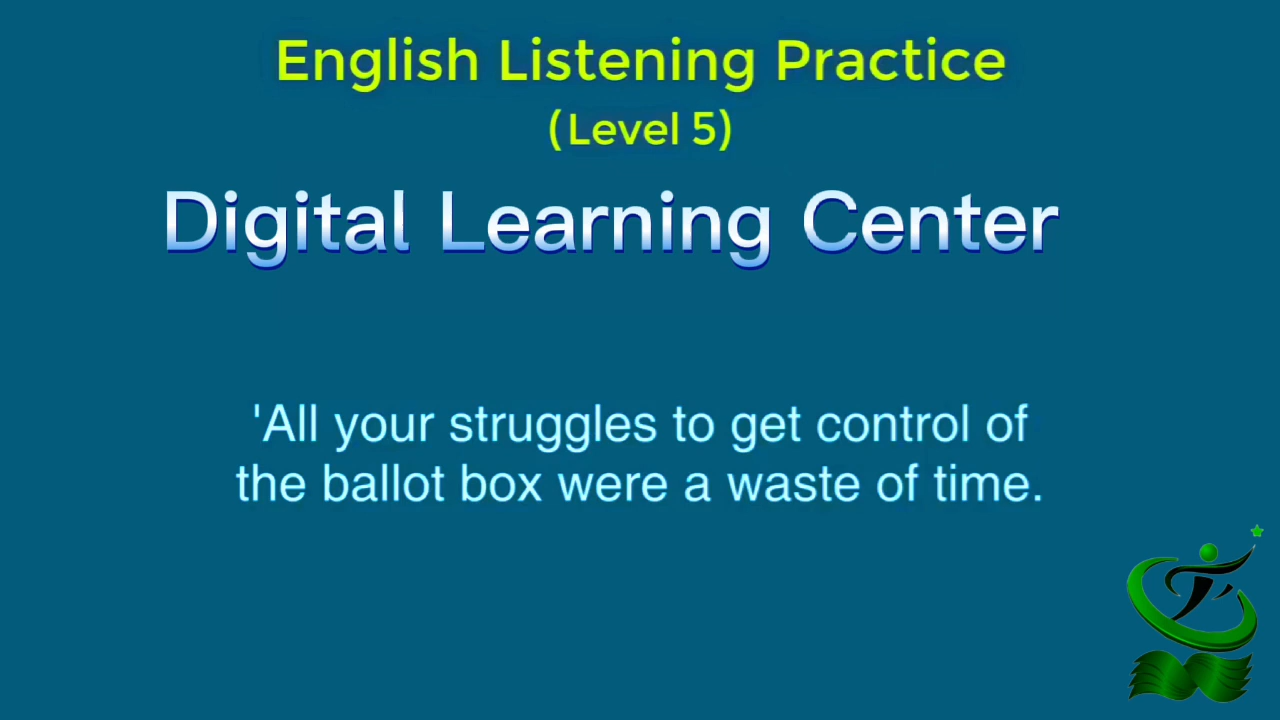 English Listening Practice
(Level 5)
Digital Learning Center
'All your struggles to get control of
the ballot box were a waste of time.